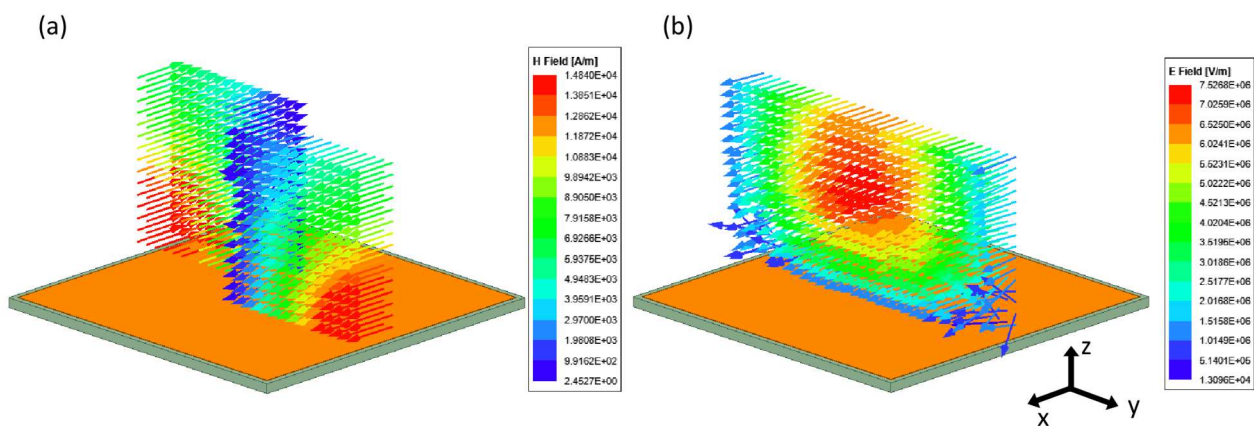 (a)
(b)
H Field [A/m]
1.4840E+04
1.3851E+04
1.2862E+04
1.1872E+04
1.0883E+04
9.8942E+03
8.9050E+03
7.9158E+03
6.9266E+03
5.9375E+03
4.9483E+03
3.9591E+03
2.9700E+03
1.9808E+03
9.9162E+02
2.4527E+00
E Field [V/m]
7.5268E+06
7.0259E+06
6.5250E+06
6.0241E+06
5.5231E+06
5.0222E+06
4.5213E+06
4.0204E+06
3.5195E+06
3.0186E+06
2.5177E+06
2.0168E+06
1.5158E+06
1.0149E+06
5.1401E+05
1.3096E+04
z
x
y